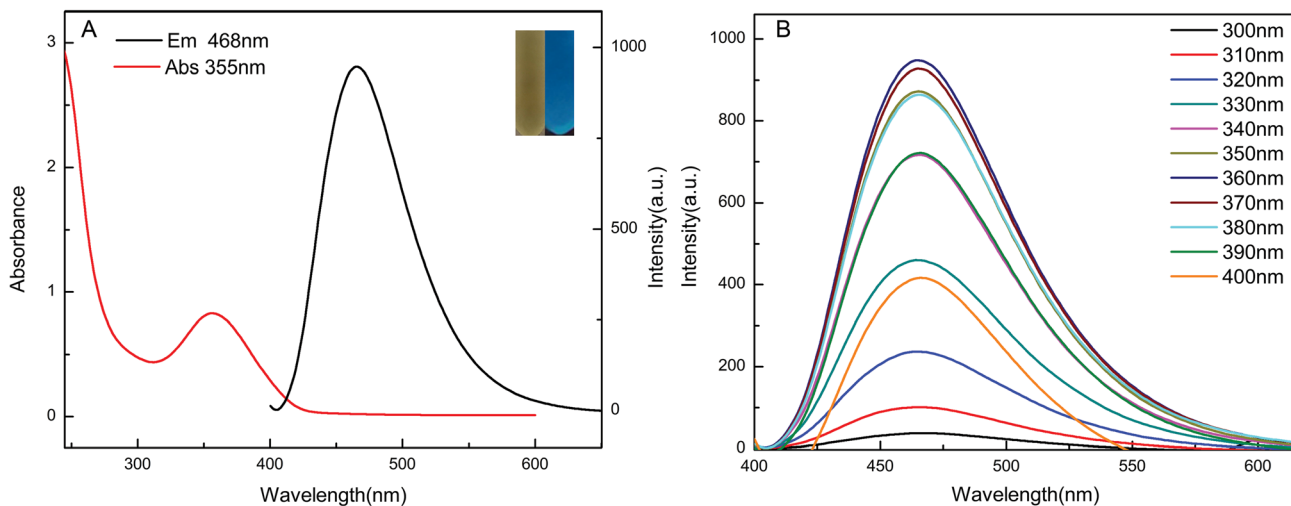 A
Em 468nm
Abs 355nm
3
2
1
0
Absorbance
300
400
500
600
Wavelength(nm)
1000
500
0
Intensity(a.u.)
B
1000
800
600
400
200
0
Intensity(a.u.)
400
450
500
550
600
Wavelength(nm)
300nm
310nm
320nm
330nm
340nm
350nm
360nm
370nm
380nm
390nm
400nm